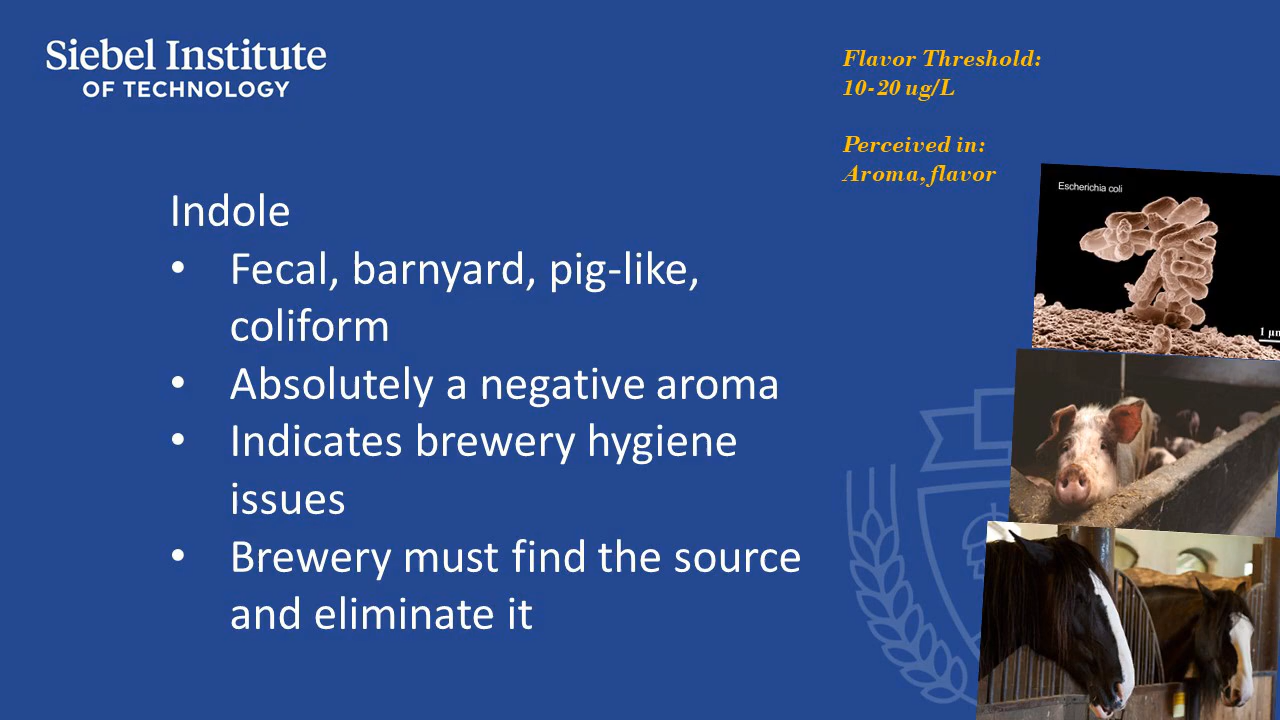 Siebel Institute
OF TECHNOLOGY
Flavor Threshold:
10-20 ug/L
Perceived in:
Aroma, flavor
Escherichia coli
Indole
• Fecal, barnyard, pig-like,
coliform
• Absolutely a negative aroma
• Indicates brewery hygiene
issues
• Brewery must find the source
and eliminate it